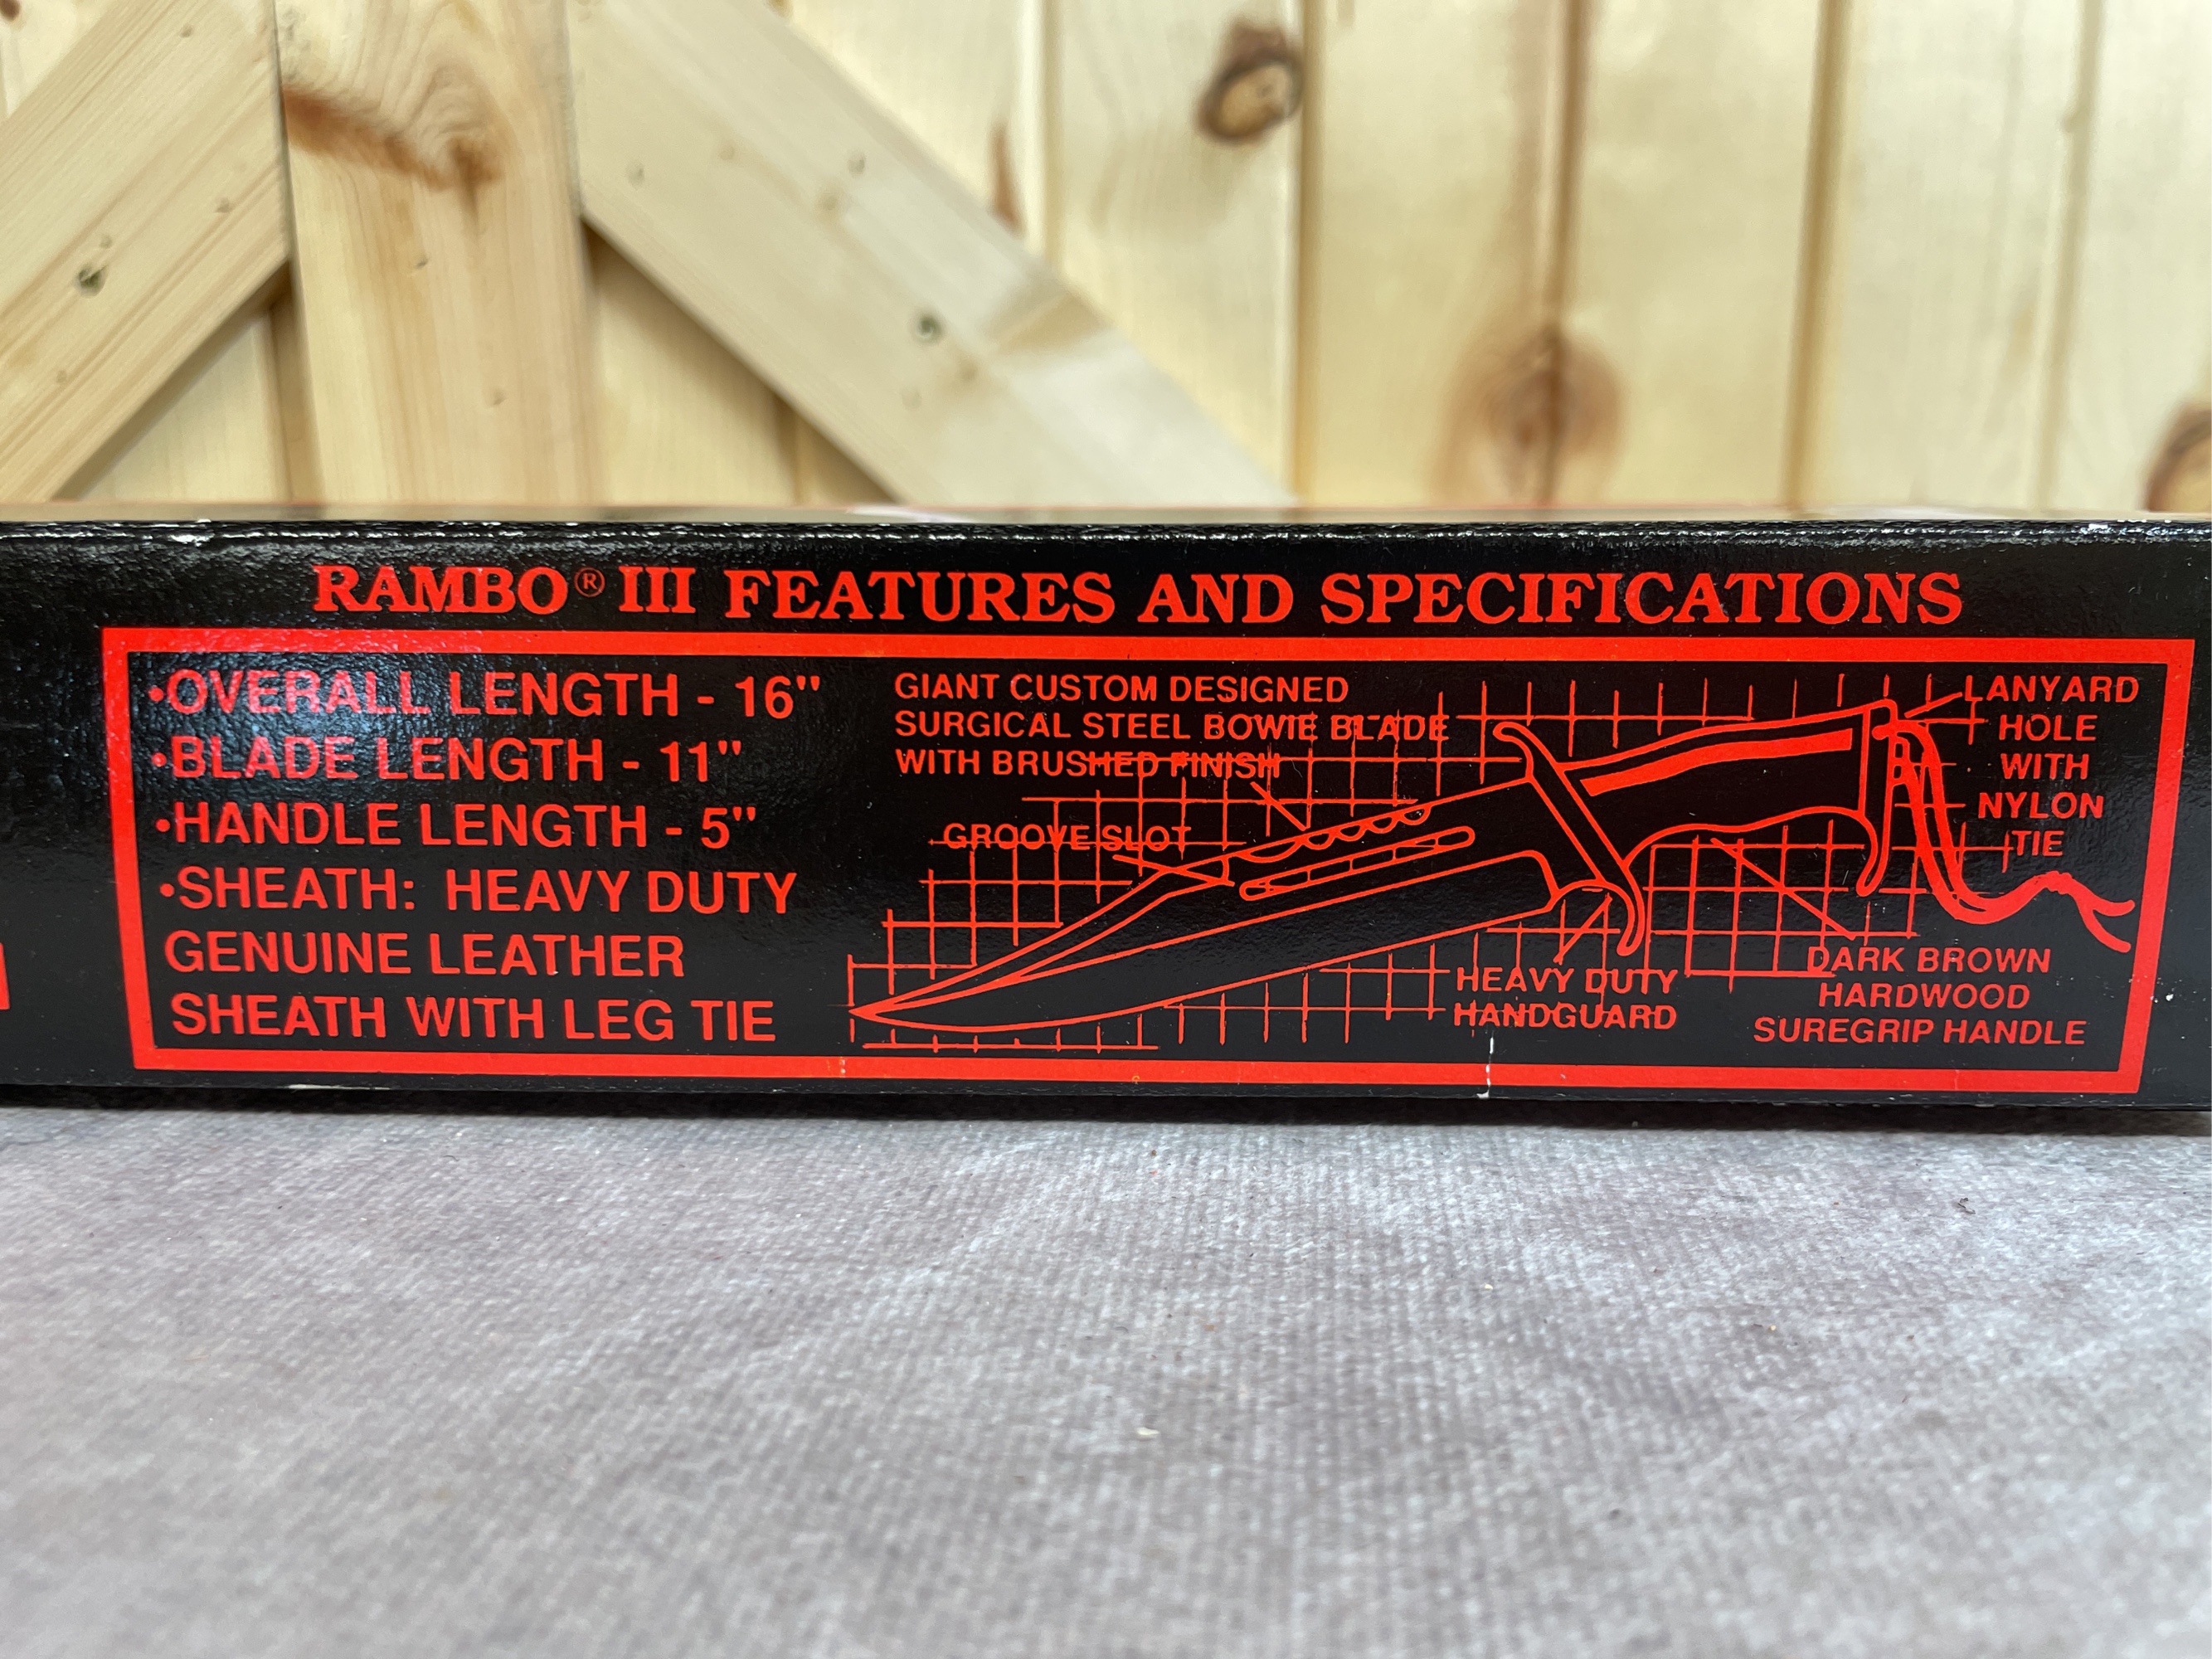 RAMBO® III FEATURES AND SPECIFICATIONS
•OVERALL LENGTH - 16"
•BLADE LENGTH - 11"
•HANDLE LENGTH - 5"
•SHEATH: HEAVY DUTY
GENUINE LEATHER
SHEATH WITH LEG TIE
GIANT CUSTOM DESIGNED
SURGICAL STEEL BOWIE BLADE
WITH BRUSHED FINISH
GROOVE SLOT
LANYARD
HOLE
WITH
NYLON
TIE
HEAVY DUTY
HANDGUARD
DARK BROWN
HARDWOOD
SUREGRIP HANDLE